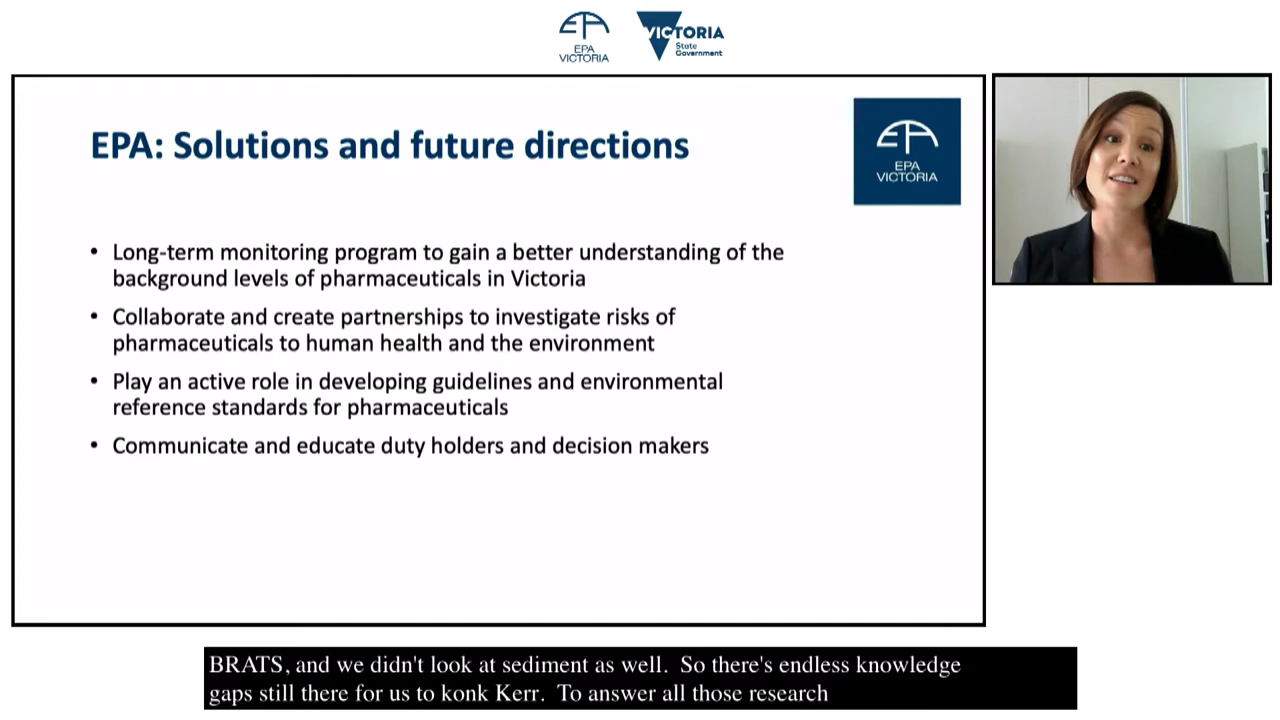 EPA
VICTORIA
VICTORIA
State
Government
EPA: Solutions and future directions
EPA
VICTORIA
• Long-term monitoring program to gain a better understanding of the
background levels of pharmaceuticals in Victoria
• Collaborate and create partnerships to investigate risks of
pharmaceuticals to human health and the environment
• Play an active role in developing guidelines and environmental
reference standards for pharmaceuticals
• Communicate and educate duty holders and decision makers
BRATS, and we didn't look at sediment as well. So there's endless knowledge
gaps still there for us to konk Kerr. To answer all those research